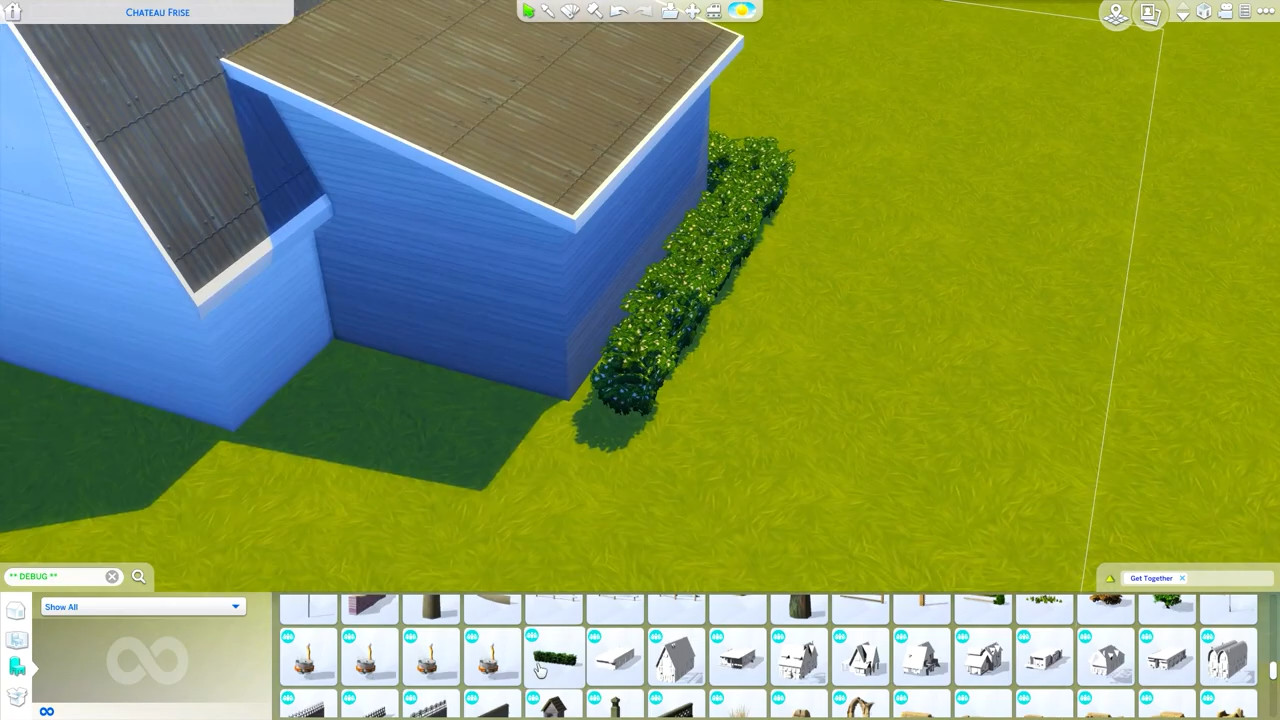 Chateau Frise
** DEBUG **
Get Together
Show All